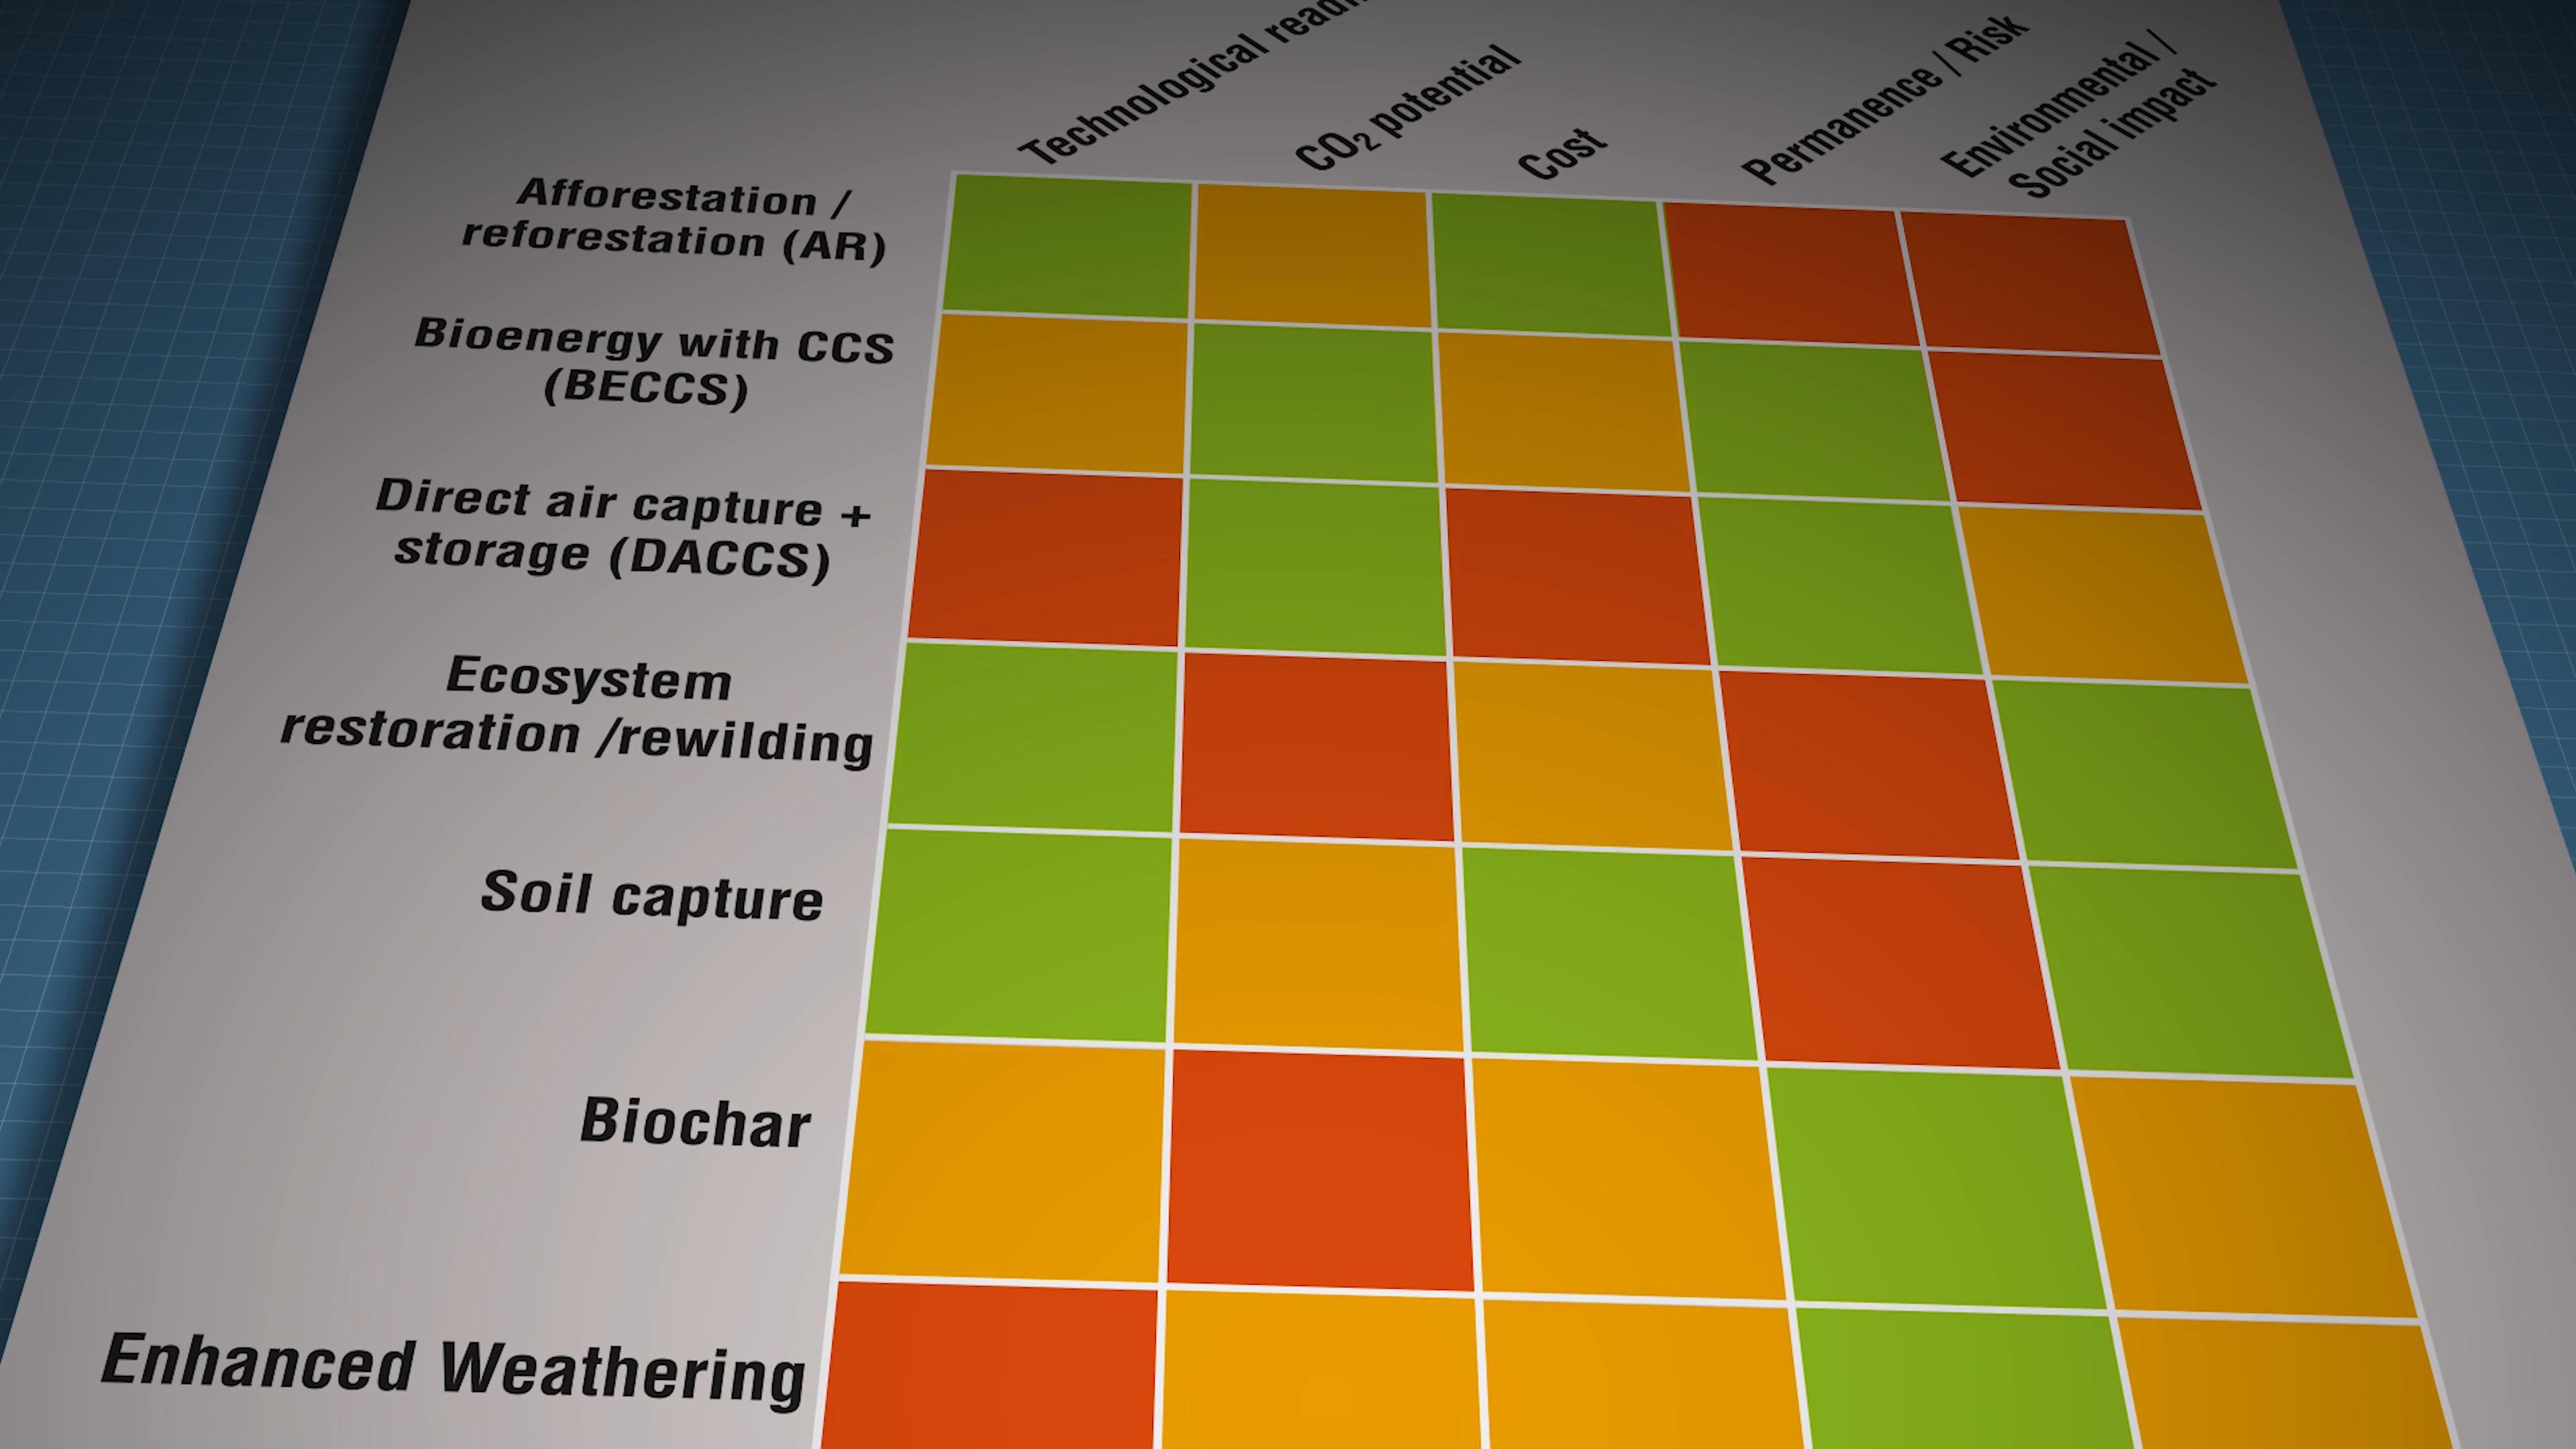 Technological
CO₂ potential
Cost
Permanence / Risk
Environmental /
Social impact
Afforestation /
reforestation (AR)
Bioenergy with CCS
(BECCS)
Direct air capture +
storage (DACCS)
Ecosystem
restoration /rewilding
Soil capture
Biochar
Enhanced Weathering